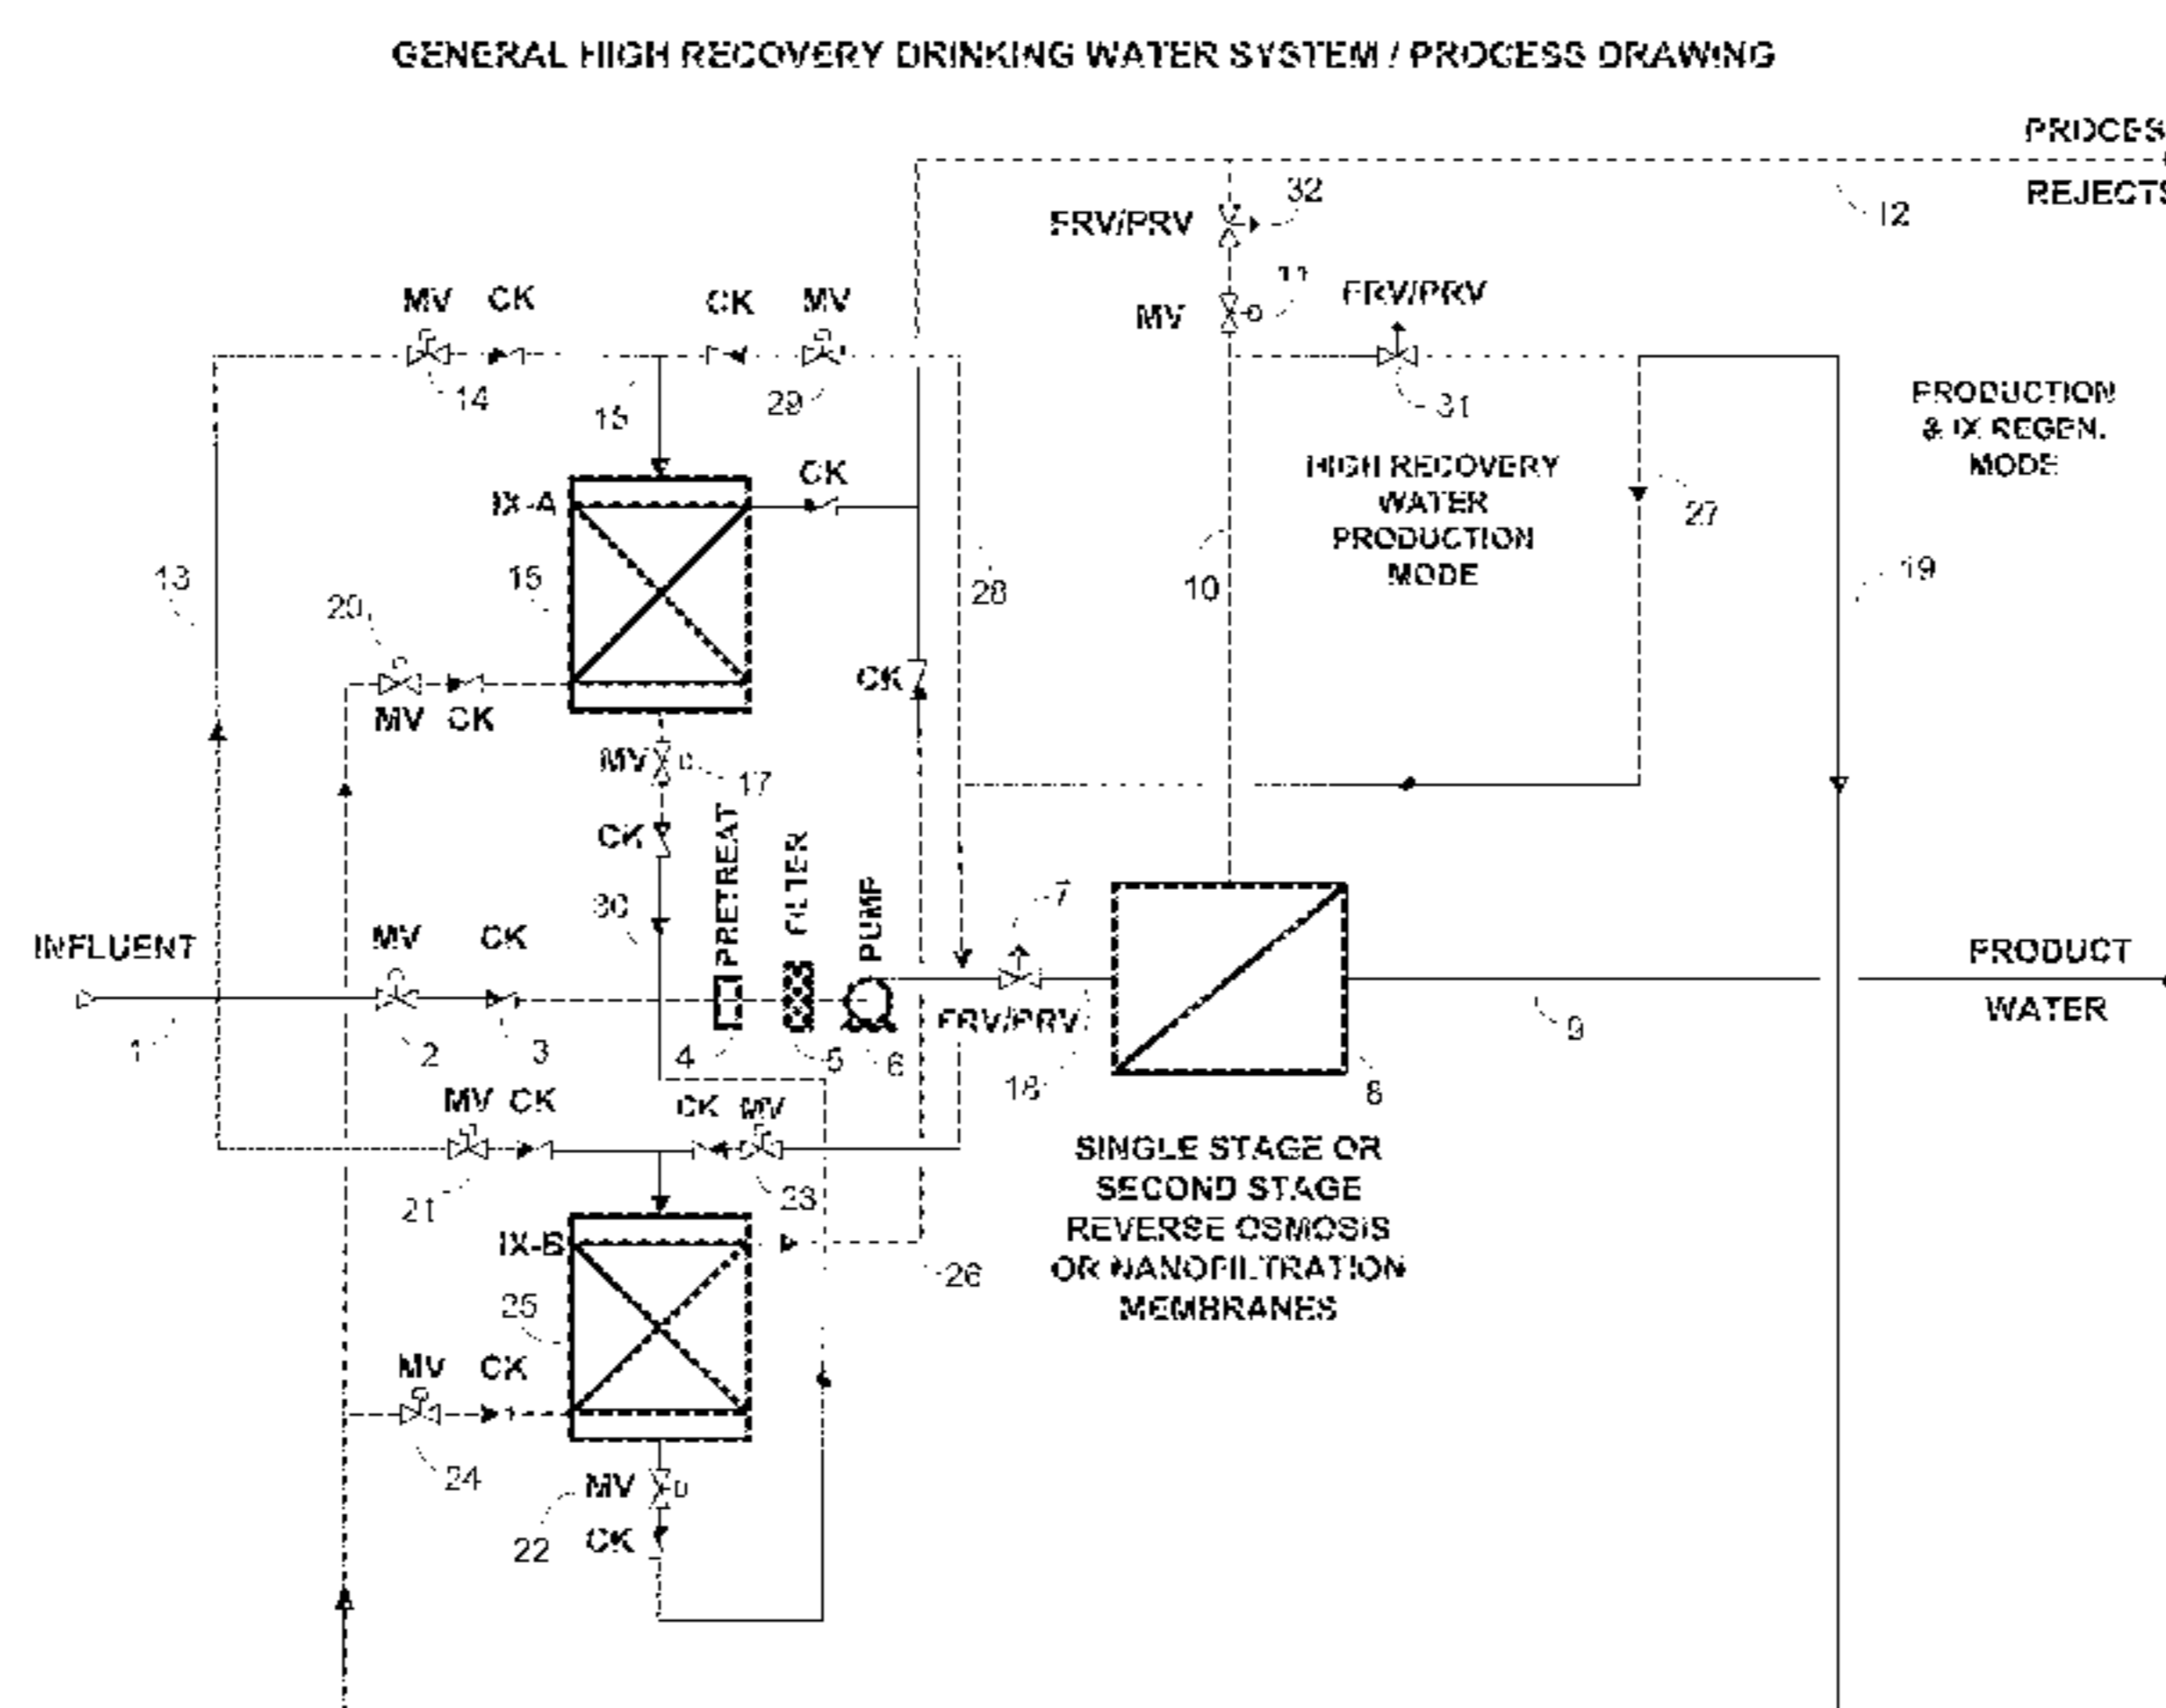 GENERAL HIGH RECOVERY DRINKING WATER SYSTEM / PROCESS DRAWING
PROCES
REJECTS
12
32
FRV/PRV
11
MV
FRV/PRV
31
MV CK
CK MV
14
15
29
PRODUCTION
& IX REGEN.
MODE
HIGH RECOVERY
WATER
PRODUCTION
MODE
27
19
10
28
CK
IX-A
13
20
MV CK
CK
MV
17
CK
30
PRETREAT
FILTER
PUMP
7
INFLUENT
MV
CK
1
2
3
4
5
6
FRV/PRV
18
8
9
PRODUCT
WATER
MV CK
CK MV
21
23
SINGLE STAGE OR
SECOND STAGE
REVERSE OSMOSIS
OR NANOFILTRATION
MEMBRANES
IX-B
26
25
MV CK
24
MV
22
CK